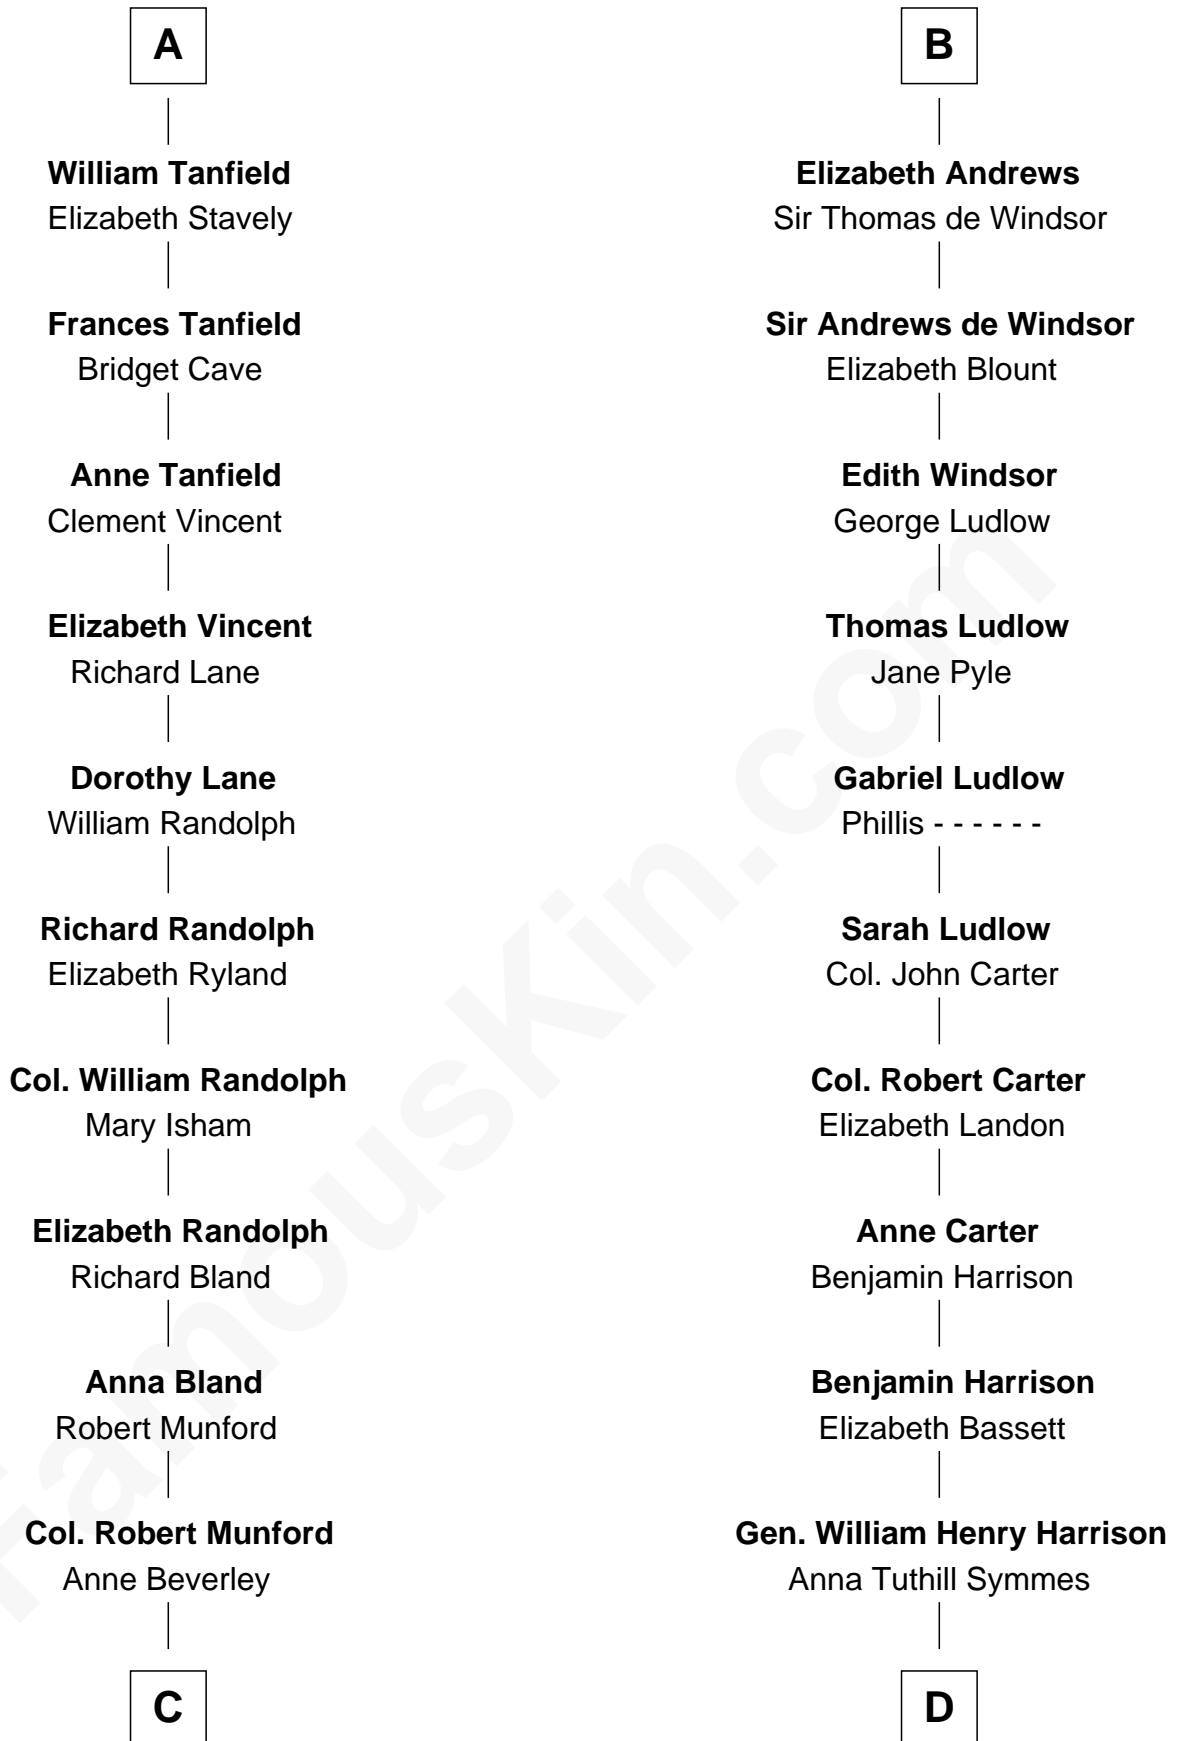 A
William Tanfield
Elizabeth Stavely
Frances Tanfield
Bridget Cave
Anne Tanfield
Clement Vincent
Elizabeth Vincent
Richard Lane
Dorothy Lane
William Randolph
Richard Randolph
Elizabeth Ryland
Col. William Randolph
Mary Isham
Elizabeth Randolph
Richard Bland
Anna Bland
Robert Munford
Col. Robert Munford
Anne Beverley
C
B
Elizabeth Andrews
Sir Thomas de Windsor
Sir Andrews de Windsor
Elizabeth Blount
Edith Windsor
George Ludlow
Thomas Ludlow
Jane Pyle
Gabriel Ludlow
Phillis - - - - - -
Sarah Ludlow
Col. John Carter
Col. Robert Carter
Elizabeth Landon
Anne Carter
Benjamin Harrison
Benjamin Harrison
Elizabeth Bassett
Gen. William Henry Harrison
Anna Tuthill Symmes
D
FamousKin.com